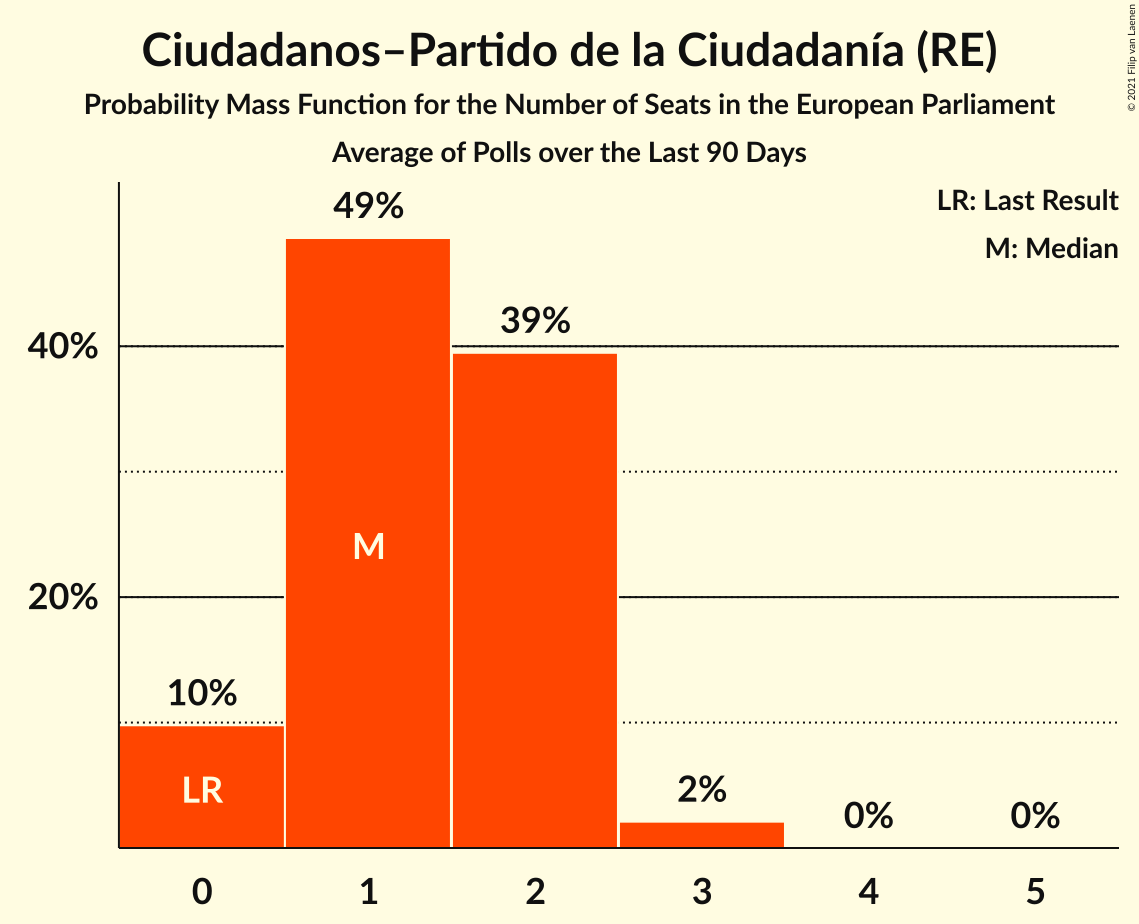 Ciudadanos–Partido de la Ciudadanía (RE)
Probability Mass Function for the Number of Seats in the European Parliament
Average of Polls over the Last 90 Days
© 2021 Filip van Laenen
LR: Last Result
M: Median
49%
39%
40%
M
20%
10%
LR
2%
0%
0%
0 1 2 3 4 5